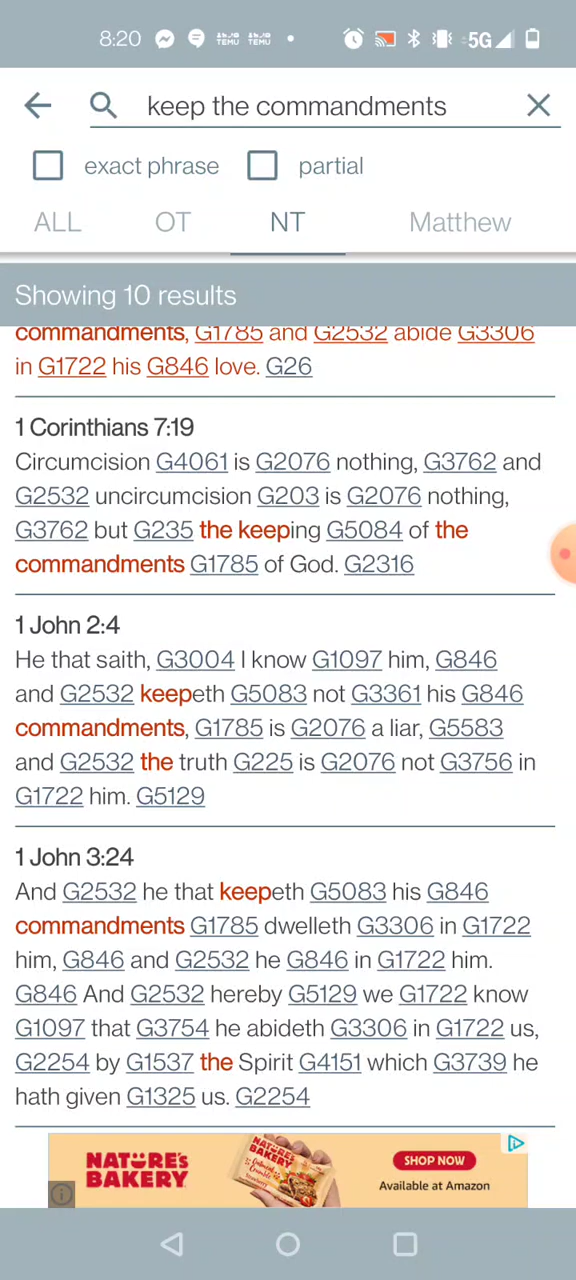 8:20 TEMU TEMU 5G
keep the commandments
exact phrase partial
ALL OT NT Matthew
Showing 10 results
commandments, G1785 and G2532 abide G3306
in G1722 his G846 love. G26
1 Corinthians 7:19
Circumcision G4061 is G2076 nothing, G3762 and
G2532 uncircumcision G203 is G2076 nothing,
G3762 but G235 the keeping G5084 of the
commandments G1785 of God. G2316
1 John 2:4
He that saith, G3004 I know G1097 him, G846
and G2532 keepeth G5083 not G3361 his G846
commandments, G1785 is G2076 a liar, G5583
and G2532 the truth G225 is G2076 not G3756 in
G1722 him. G5129
1 John 3:24
And G2532 he that keepeth G5083 his G846
commandments G1785 dwelleth G3306 in G1722
him, G846 and G2532 he G846 in G1722 him.
G846 And G2532 hereby G5129 we G1722 know
G1097 that G3754 he abideth G3306 in G1722 us,
G2254 by G1537 the Spirit G4151 which G3739 he
hath given G1325 us. G2254
NATURE'S
BAKERY
NATURE'S
BAKERY
SHOP NOW
Available at Amazon